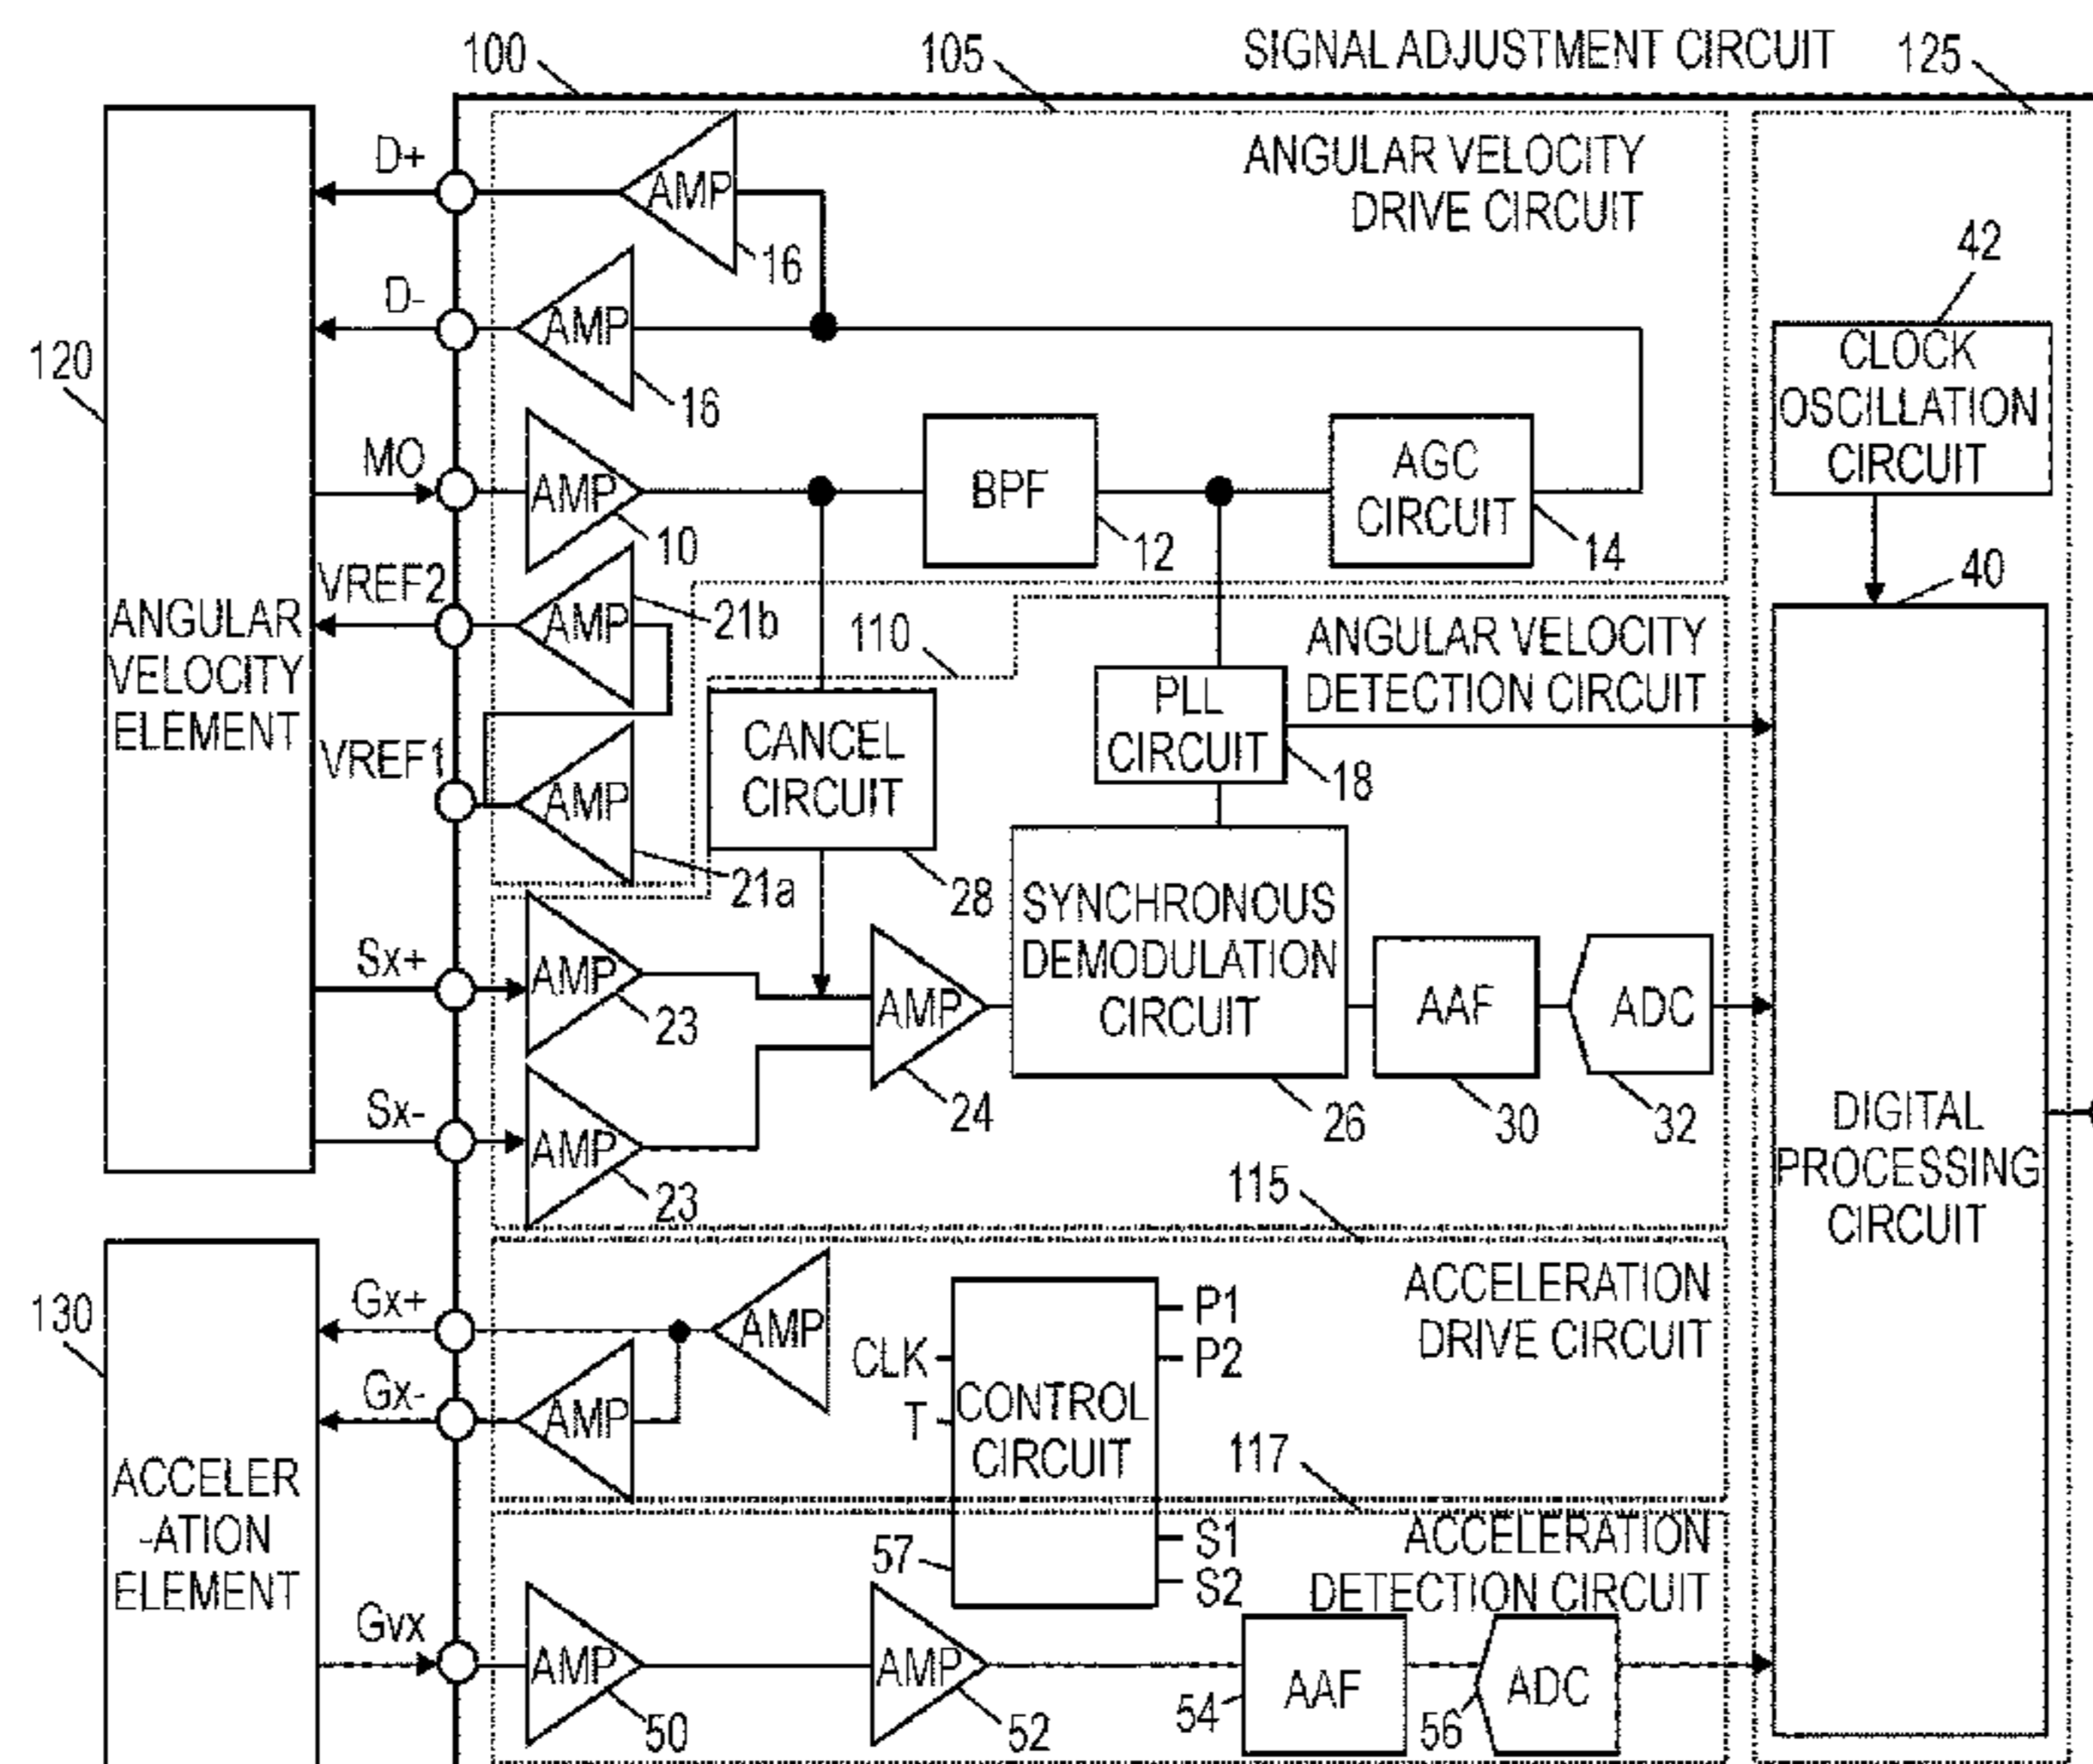 100
105
SIGNAL ADJUSTMENT CIRCUIT
125
D+
AMP
16
ANGULAR VELOCITY
DRIVE CIRCUIT
D-
AMP
16
42
CLOCK
OSCILLATION
CIRCUIT
120
MO
AMP
10
BPF
12
AGC
CIRCUIT
14
40
ANGULAR
VELOCITY
ELEMENT
VREF2
AMP
21b
110
ANGULAR VELOCITY
DETECTION CIRCUIT
PLL
CIRCUIT
18
CANCEL
CIRCUIT
28
VREF1
AMP
21a
SYNCHRONOUS
DEMODULATION
CIRCUIT
26
Sx+
AMP
23
AMP
24
AAF
30
ADC
32
Sx-
AMP
23
DIGITAL
PROCESSING
CIRCUIT
115
130
Gx+
AMP
CLK
T
CONTROL
CIRCUIT
P1
P2
ACCELERATION
DRIVE CIRCUIT
Gx-
AMP
117
ACCELER
-ATION
ELEMENT
57
S1
S2
ACCELERATION
DETECTION CIRCUIT
Gvx
AMP
50
AMP
52
54
AAF
56
ADC